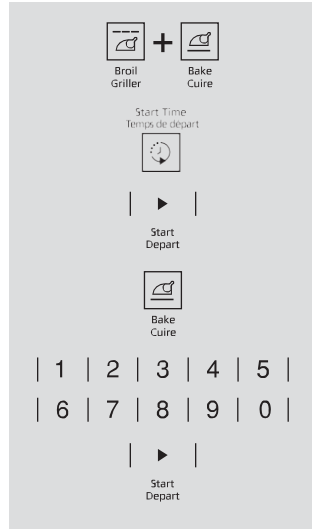 +
Broil Bake
Griller Cuire
Start Time
Temps de départ
Start
Depart
Bake
Cuire
| 1 | 2 | 3 | 4 | 5 |
| 6 | 7 | 8 | 9 | 0 |
Start
Depart